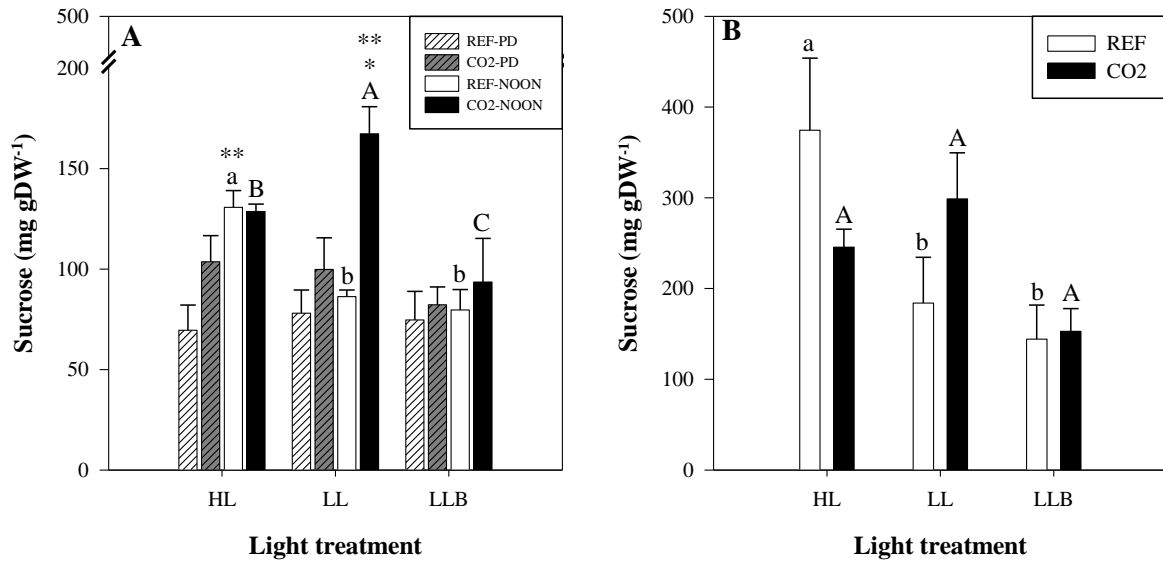 A
REF-PD
CO2-PD
REF-NOON
CO2-NOON
500
200
150
100
50
0
Sucrose (mg gDW⁻¹)
**
a
B
b
**
*
A
b
C
HL
LL
LLB
Light treatment
B
REF
CO2
500
400
300
200
100
0
Sucrose (mg gDW⁻¹)
a
A
b
A
b
A
HL
LL
LLB
Light treatment